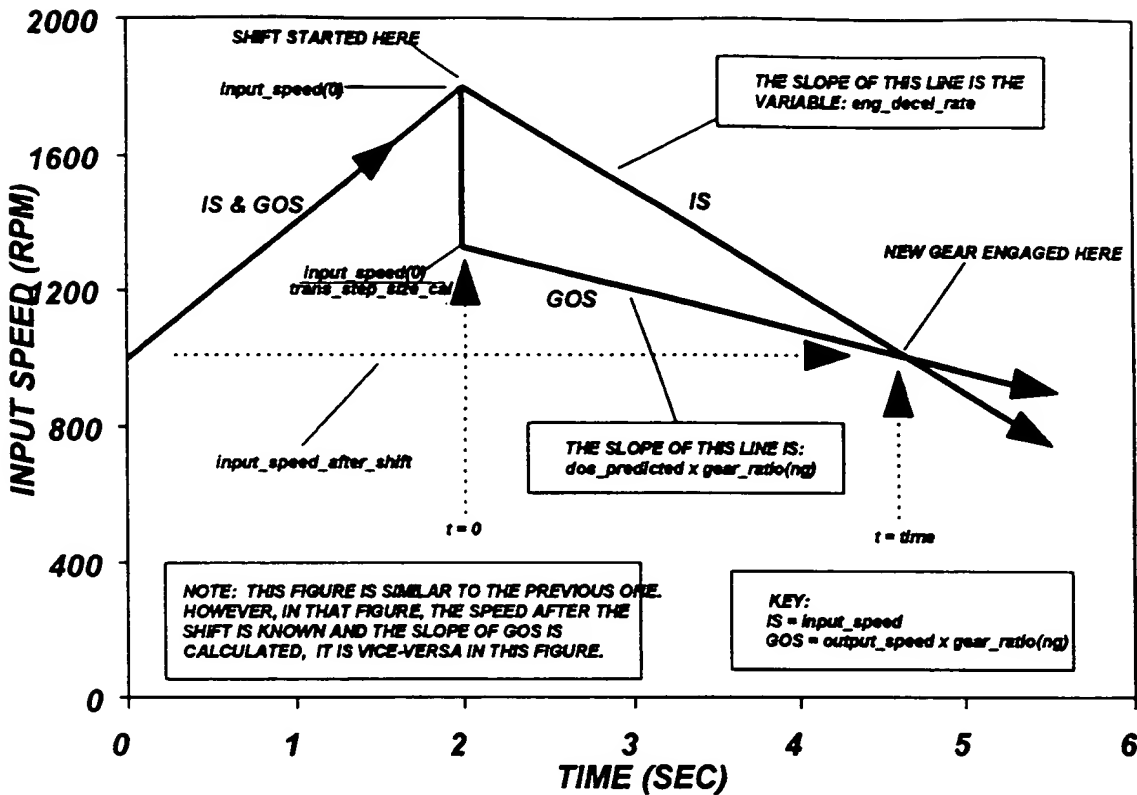 2000
SHIFT STARTED HERE
input_speed(0)
THE SLOPE OF THIS LINE IS THE
VARIABLE: eng_decel_rate
1600
IS & GOS
IS
NEW GEAR ENGAGED HERE
input_speed(0)
trans_step_size_cal
1200
GOS
INPUT SPEED (RPM)
800
input_speed_after_shift
THE SLOPE OF THIS LINE IS:
dos_predicted x gear_ratio(ng)
t = 0
t = time
400
NOTE: THIS FIGURE IS SIMILAR TO THE PREVIOUS ONE.
HOWEVER, IN THAT FIGURE, THE SPEED AFTER THE
SHIFT IS KNOWN AND THE SLOPE OF GOS IS
CALCULATED, IT IS VICE-VERSA IN THIS FIGURE.
KEY:
IS = input_speed
GOS = output_speed x gear_ratio(ng)
0
0 1 2 3 4 5 6
TIME (SEC)